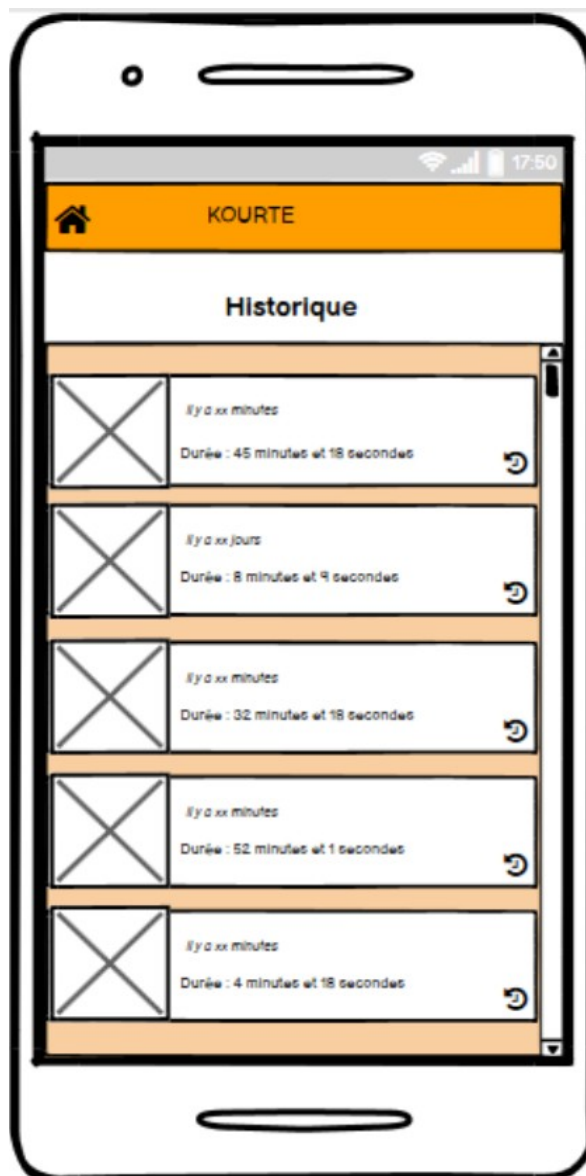 17:50
KOURTE
Historique
Il y a xx minutes
Durée : 45 minutes et 18 secondes
Il y a xx jours
Durée : 8 minutes et 9 secondes
Il y a xx minutes
Durée : 32 minutes et 18 secondes
Il y a xx minutes
Durée : 52 minutes et 1 secondes
Il y a xx minutes
Durée : 4 minutes et 18 secondes